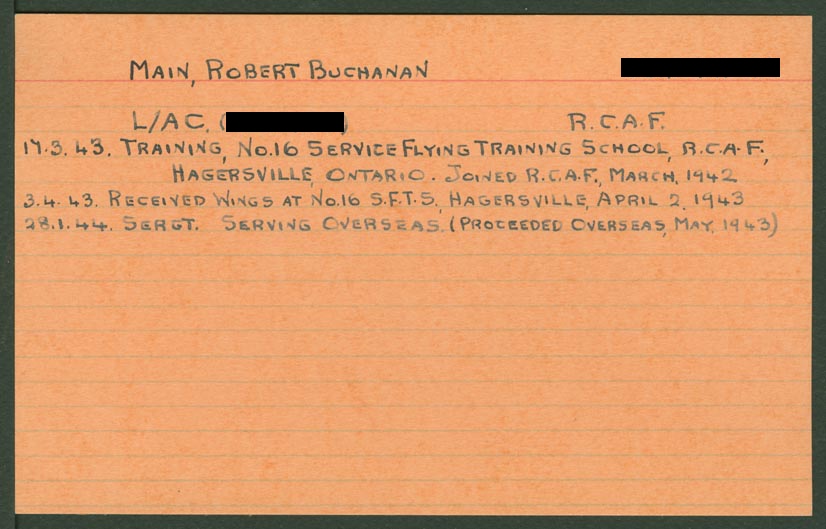 MAIN, ROBERT BUCHANAN
L/AC. ( ) R.C.A.F.
17.3.43. TRAINING, NO.16 SERVICE FLYING TRAINING SCHOOL, R.C.A.F.,
HAGERSVILLE, ONTARIO. JOINED R.C.A.F., MARCH, 1942
3.4.43. RECEIVED WINGS AT NO.16 S.F.T.S, HAGERSVILLE, APRIL 2, 1943
28.1.44. SERGT. SERVING OVERSEAS. (PROCEEDED OVERSEAS, MAY, 1943)